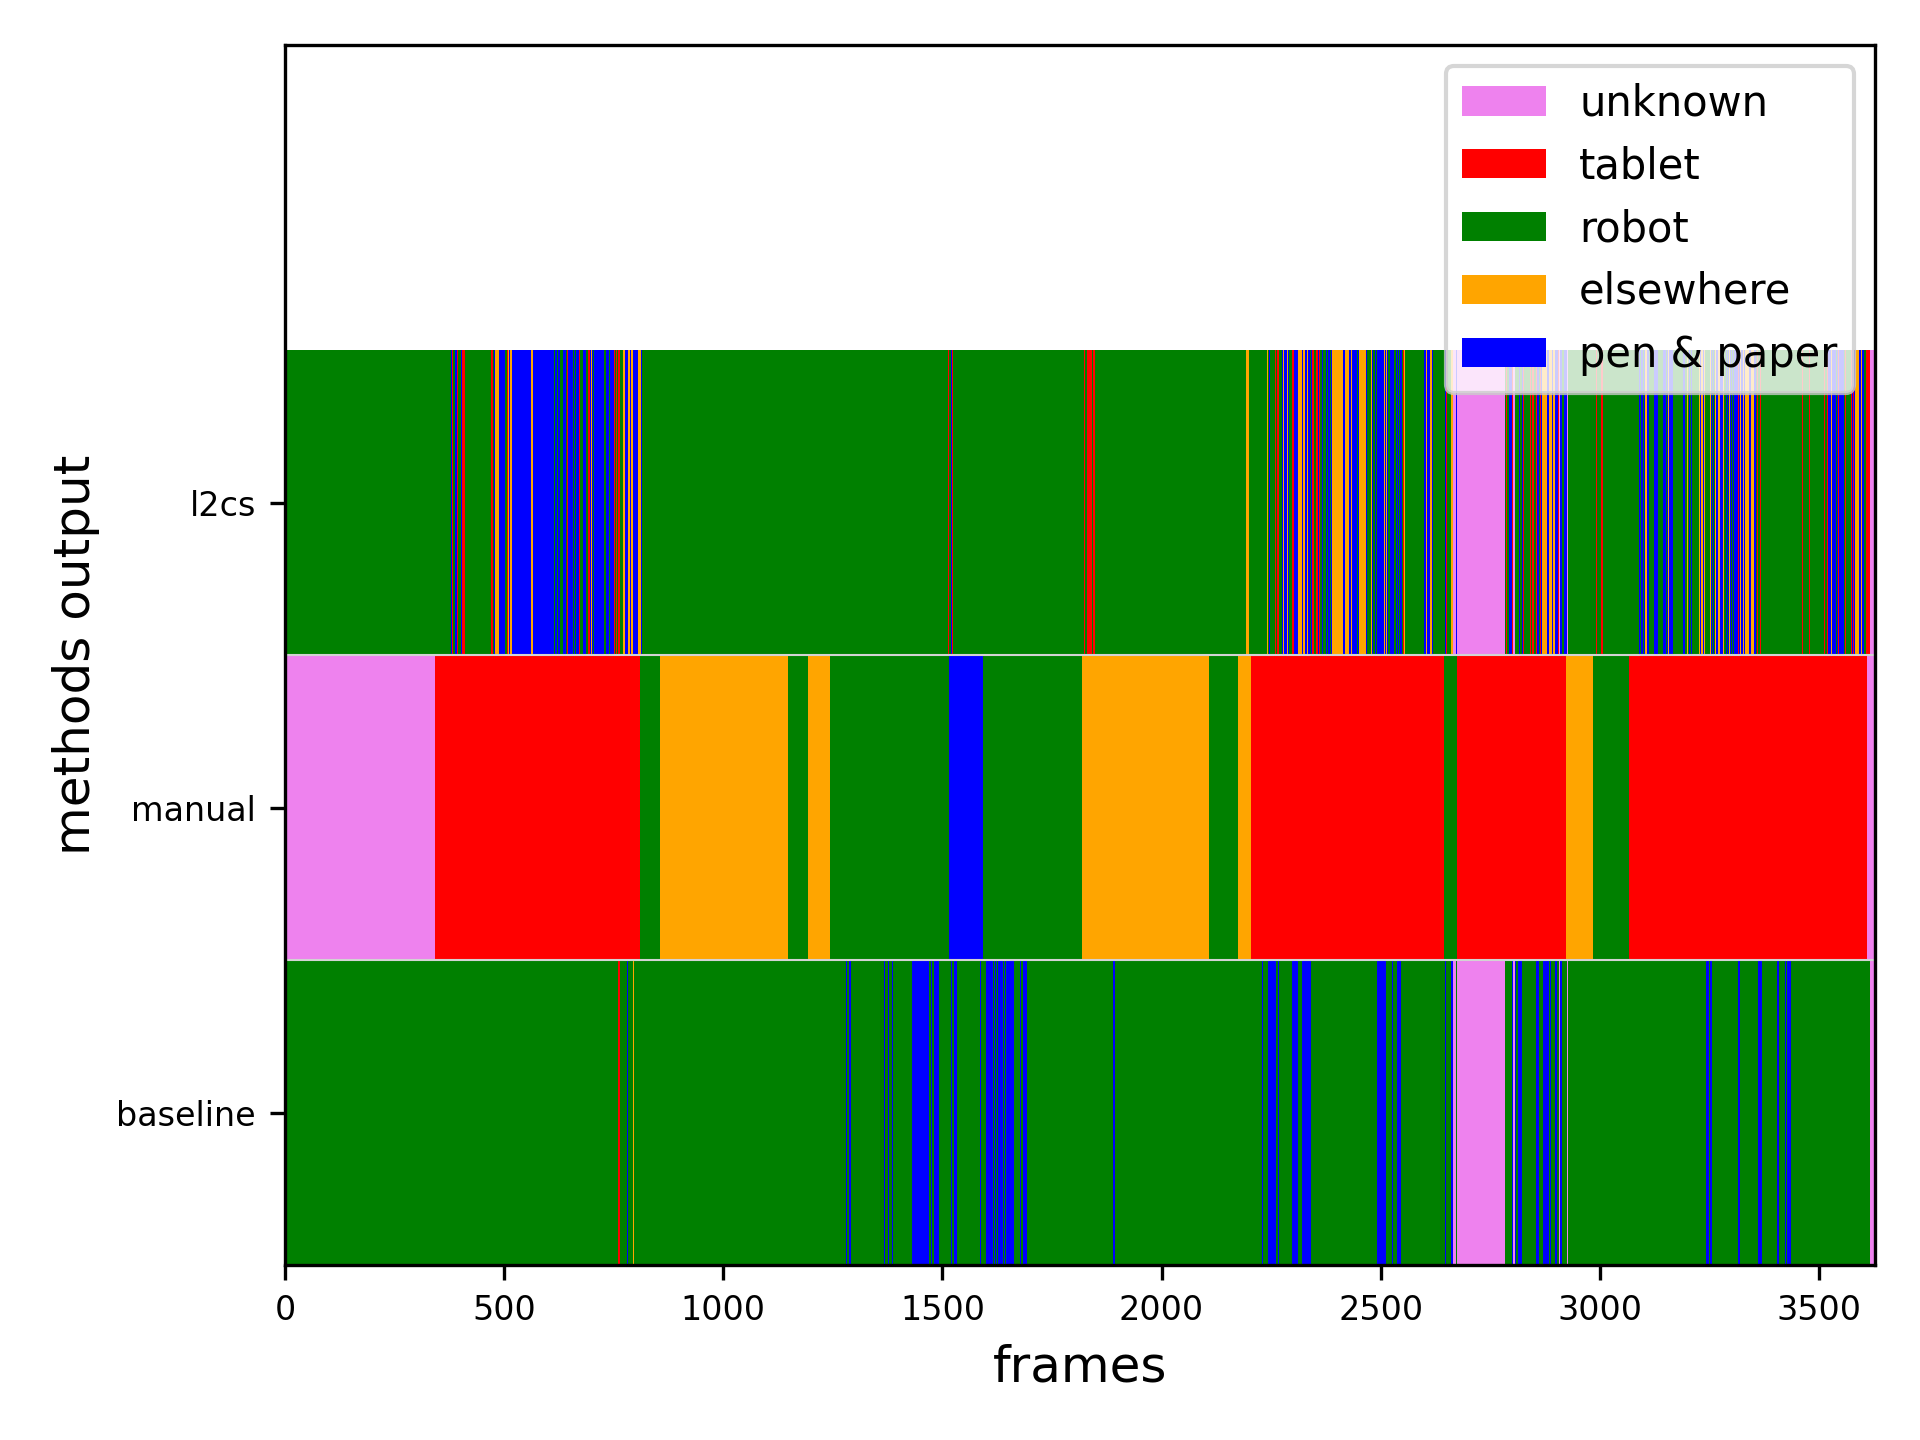 unknown
tablet
robot
elsewhere
pen & paper
methods output
l2cs
manual
baseline
0 500 1000 1500 2000 2500 3000 3500
frames